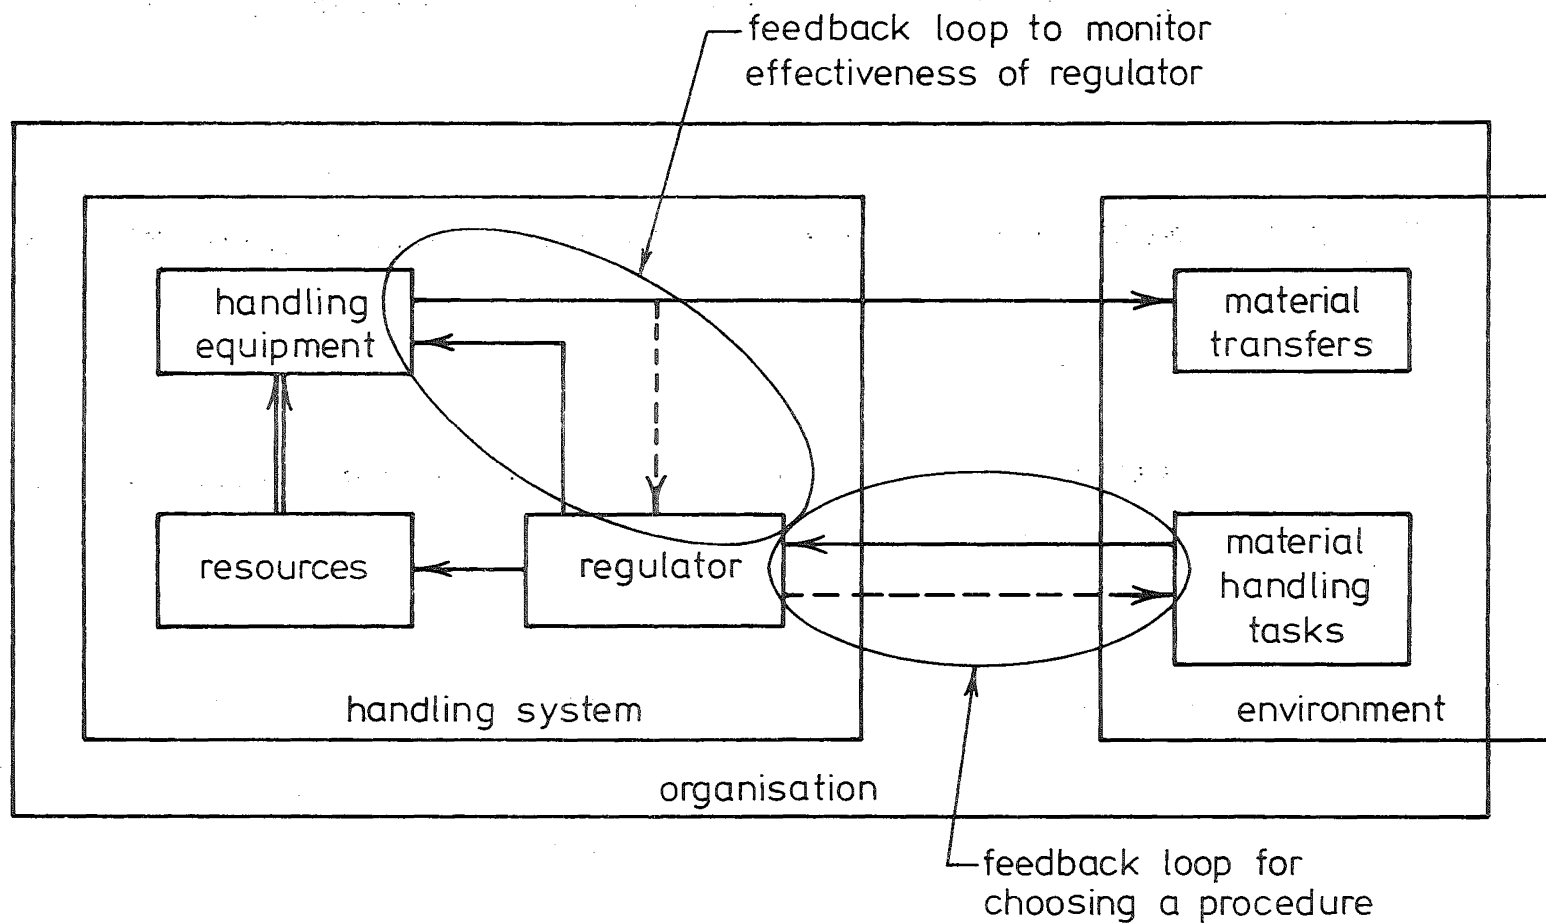 feedback loop to monitor
effectiveness of regulator
handling
equipment
material
transfers
resources
regulator
material
handling
tasks
handling system
environment
organisation
feedback loop for
choosing a procedure